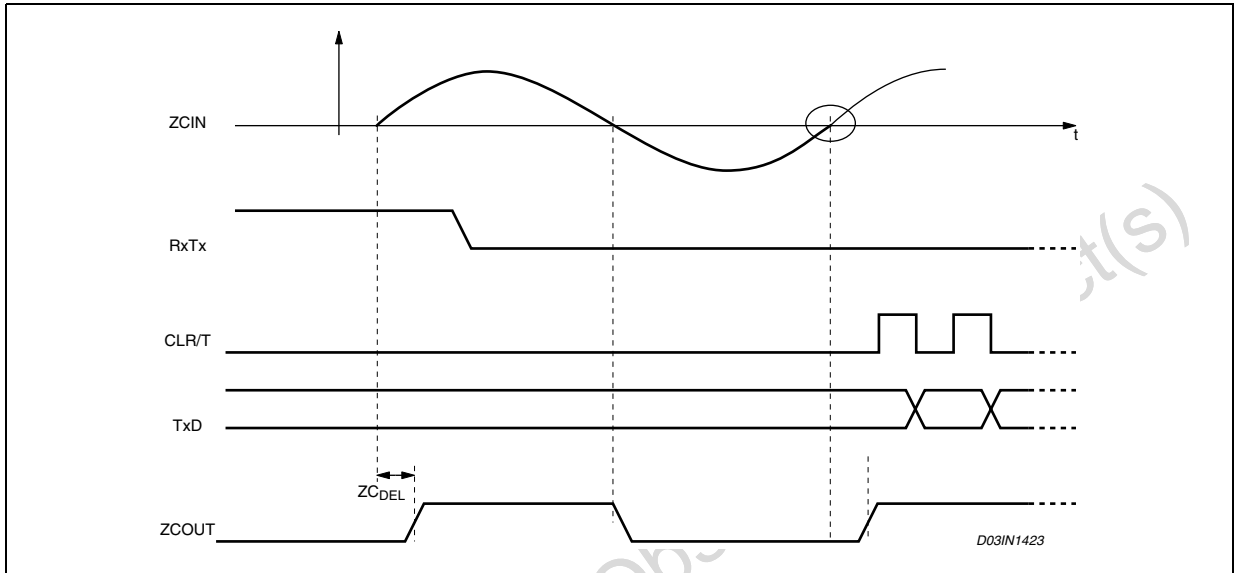 ZCIN
t
RxTx
CLR/T
TxD
ZC_DEL
ZCOUT
D03IN1423